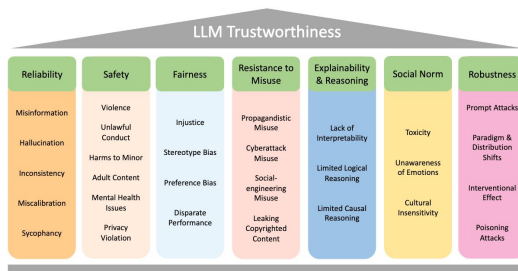 LLM Trustworthiness
Reliability
Misinformation
Hallucination
Inconsistency
Miscalibration
Sycophancy
Safety
Violence
Unlawful
Conduct
Harms to Minor
Adult Content
Mental Health
Issues
Privacy
Violation
Fairness
Injustice
Stereotype Bias
Preference Bias
Disparate
Performance
Resistance to
Misuse
Propagandistic
Misuse
Cyberattack
Misuse
Social-
engineering
Misuse
Leaking
Copyrighted
Content
Explainability
& Reasoning
Lack of
Interpretability
Limited Logical
Reasoning
Limited Causal
Reasoning
Social Norm
Toxicity
Unawareness
of Emotions
Cultural
Insensitivity
Robustness
Prompt Attacks
Paradigm &
Distribution
Shifts
Interventional
Effect
Poisoning
Attacks